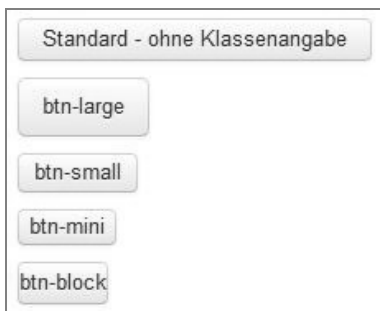 Standard - ohne Klassenangabe
btn-large
btn-small
btn-mini
btn-block